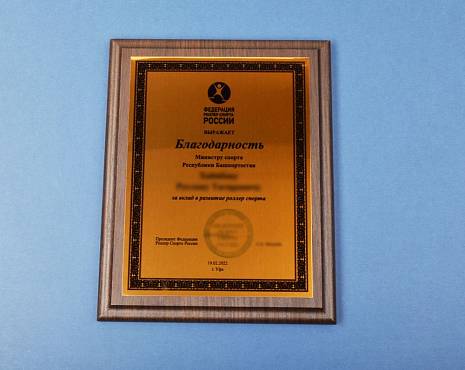 ФЕДЕРАЦИЯ
РОЛЛЕР СПОРТА
РОССИИ
ВЫРАЖАЕТ
Благодарность
Министру спорта
Республики Башкортостан
за вклад в развитие роллер спорта
Президент Федерации
Роллер Спорта России
19.02.2022
г. Уфа